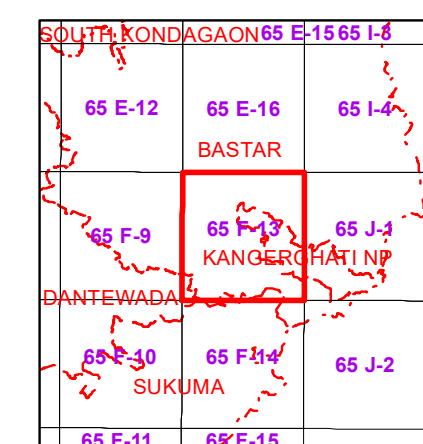 SOUTH KONDAGAON 65 E-15 65 I-3
65 E-12 65 E-16 65 I-4
BASTAR
65 F-9 65 F-13 65 J-1
KANGERGHATI NP
DANTEWADA
65 F-10 65 F-14 65 J-2
SUKUMA
65 F-11 65 F-15